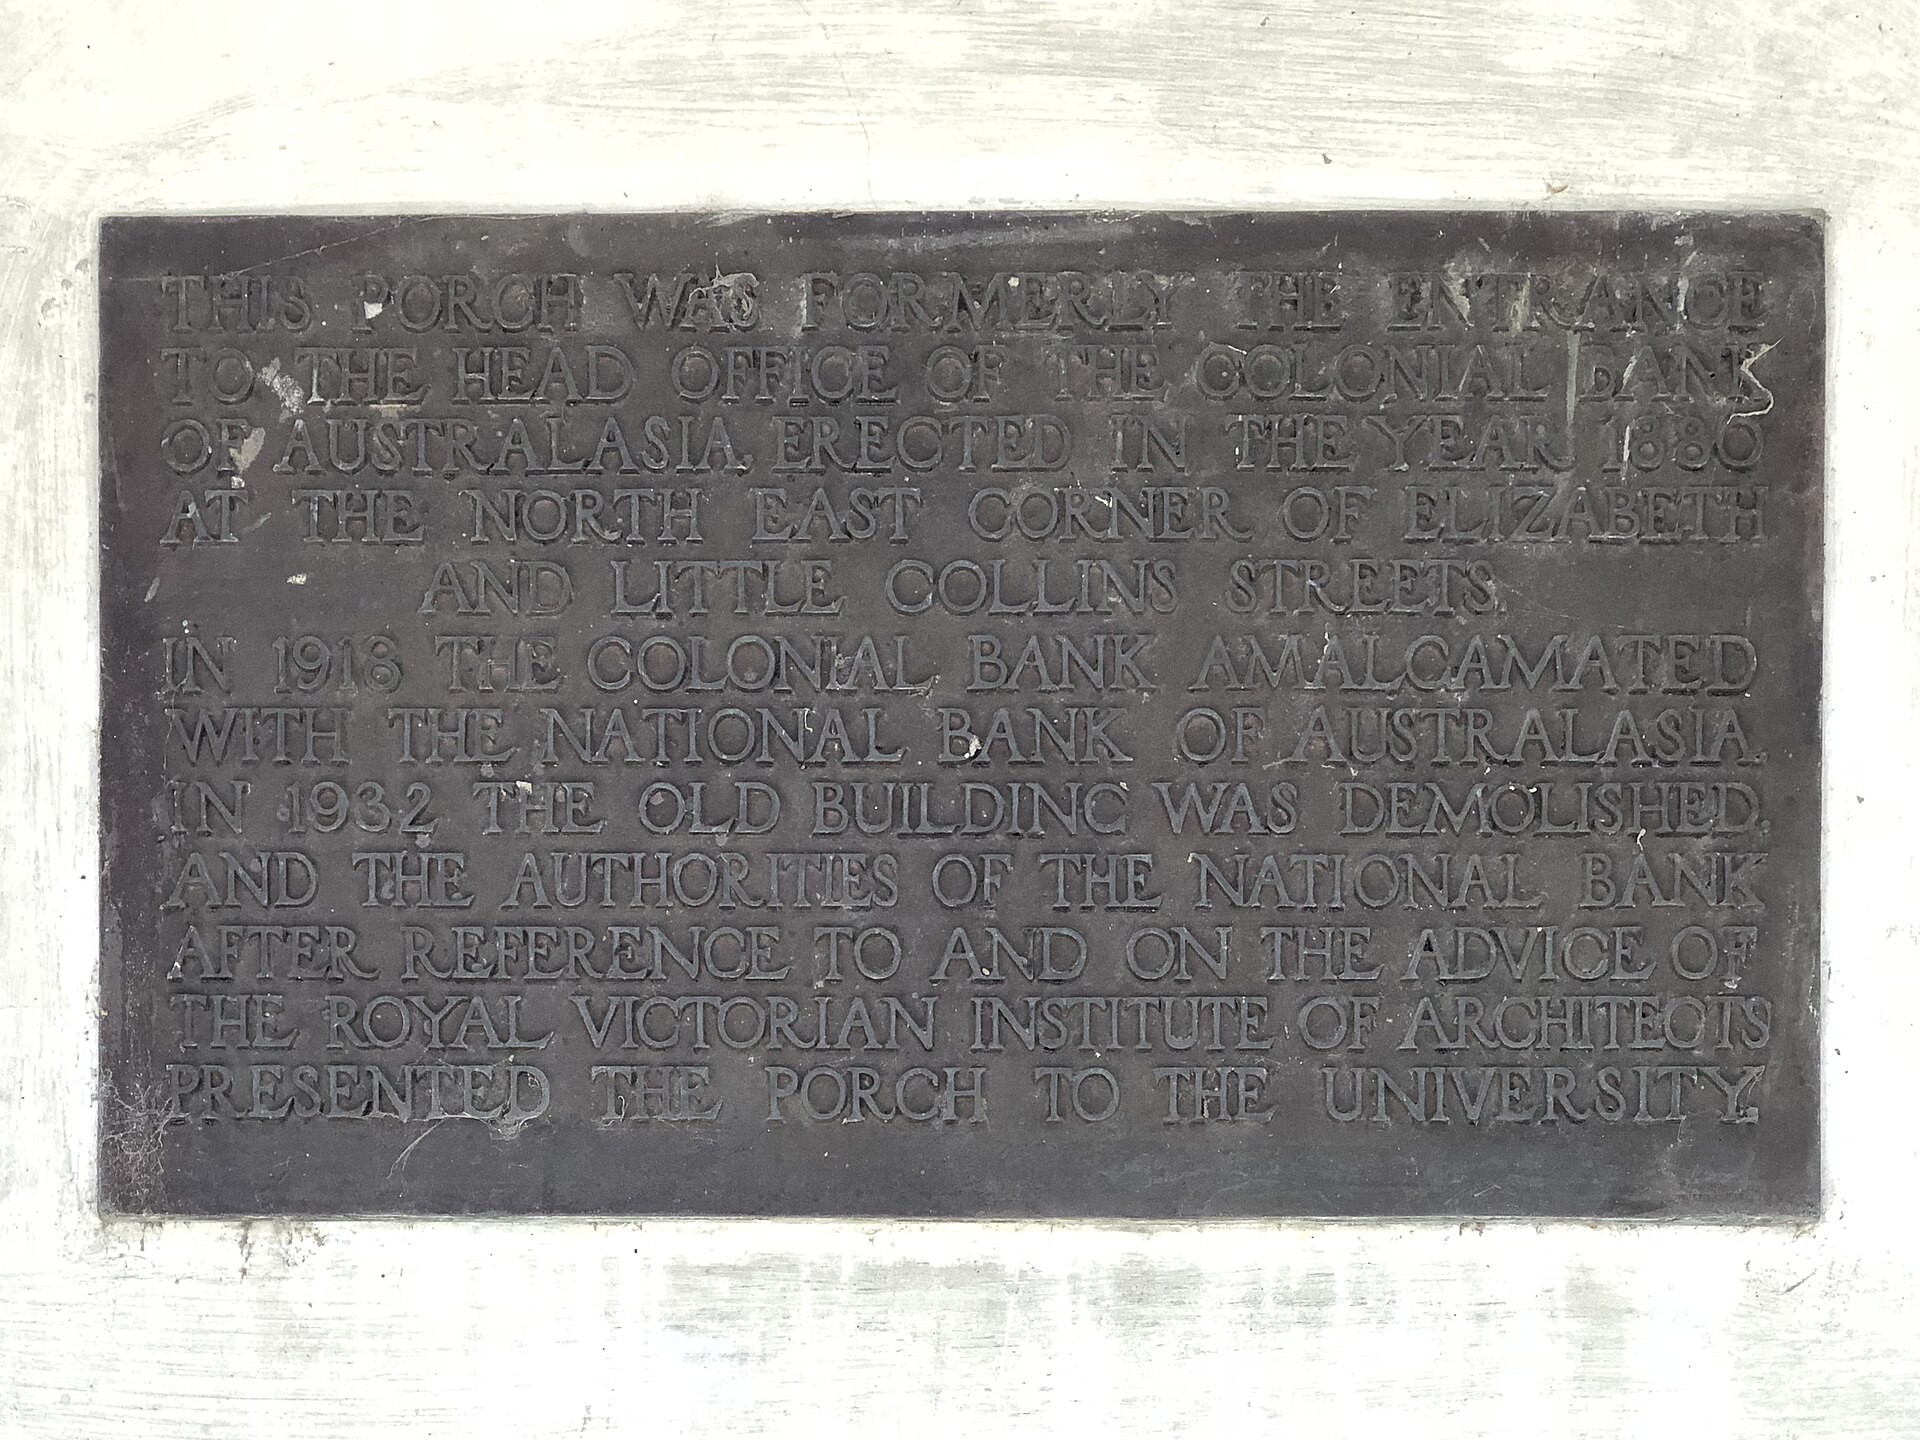 THIS PORCH WAS FORMERLY THE ENTRANCE
TO THE HEAD OFFICE OF THE COLONIAL BANK
OF AUSTRALASIA, ERECTED IN THE YEAR 1880
AT THE NORTH EAST CORNER OF ELIZABETH
AND LITTLE COLLINS STREETS.
IN 1918 THE COLONIAL BANK AMALGAMATED
WITH THE NATIONAL BANK OF AUSTRALASIA.
IN 1932 THE OLD BUILDING WAS DEMOLISHED,
AND THE AUTHORITIES OF THE NATIONAL BANK
AFTER REFERENCE TO AND ON THE ADVICE OF
THE ROYAL VICTORIAN INSTITUTE OF ARCHITECTS
PRESENTED THE PORCH TO THE UNIVERSITY.